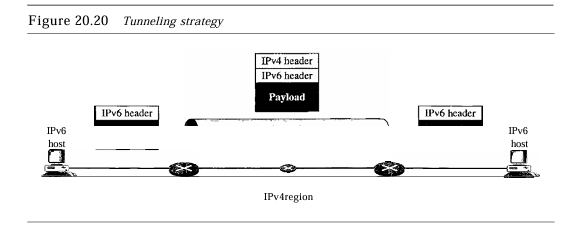 Figure 20.20 Tunneling strategy
IPv4 header
IPv6 header
Payload
IPv6 header
IPv6 header
IPv6
host
IPv6
host
IPv4region